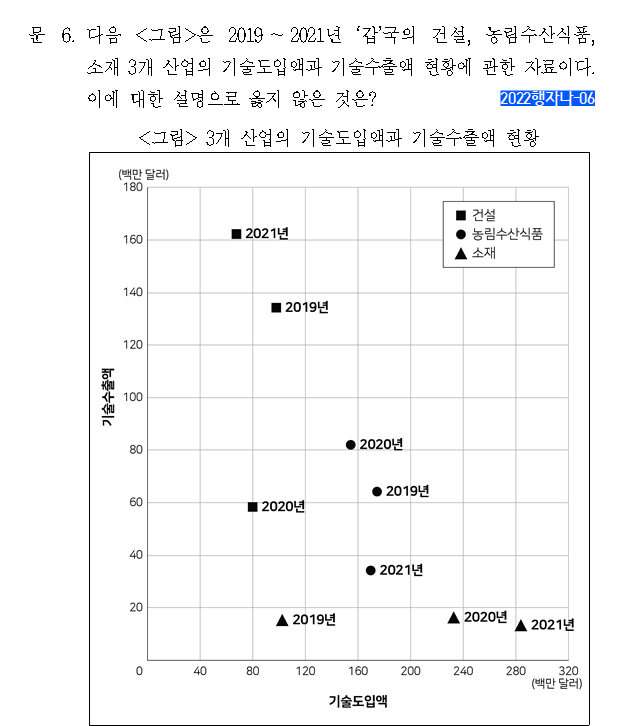 문 6. 다음 <그림>은 2019 ~ 2021년 ‘갑’국의 건설, 농림수산식품,
소재 3개 산업의 기술도입액과 기술수출액 현황에 관한 자료이다.
이에 대한 설명으로 옳지 않은 것은? 2022행자나-06
<그림> 3개 산업의 기술도입액과 기술수출액 현황
(백만 달러)
180
■ 건설
● 농림수산식품
▲ 소재
2021년
160
140
2019년
120
100
기술수출액
80
2020년
2019년
60
2020년
40
2021년
20
2019년
2020년
2021년
0 40 80 120 160 200 240 280 320
(백만 달러)
기술도입액